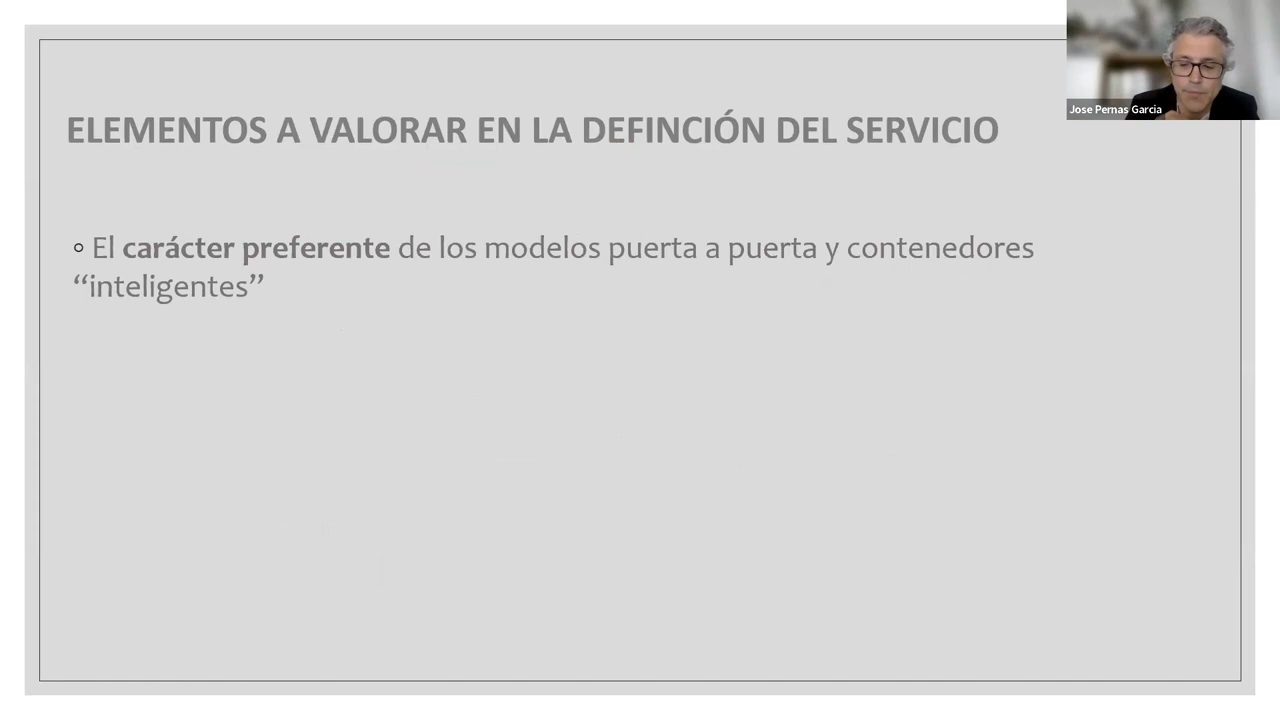 ELEMENTOS A VALORAR EN LA DEFINCIÓN DEL SERVICIO
◦ El carácter preferente de los modelos puerta a puerta y contenedores
“inteligentes”
Jose Pernas Garcia